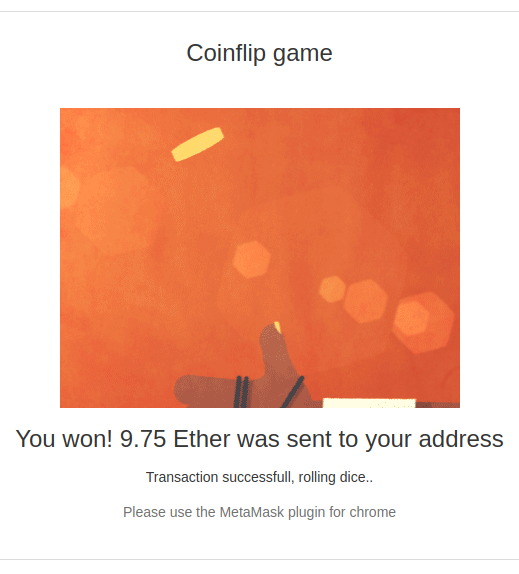 Coinflip game
You won! 9.75 Ether was sent to your address
Transaction successfull, rolling dice..
Please use the MetaMask plugin for chrome